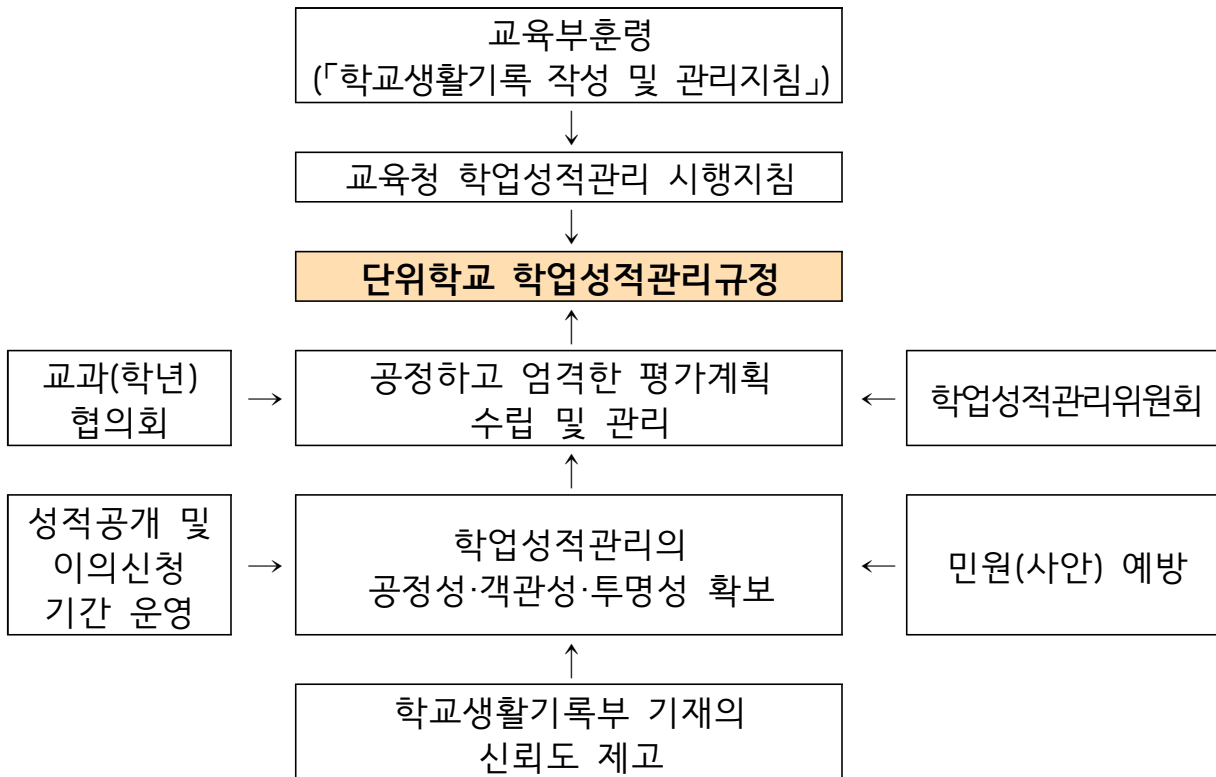 교육부훈령
(「학교생활기록 작성 및 관리지침」)
↓
교육청 학업성적관리 시행지침
↓
단위학교 학업성적관리규정
↑
교과(학년)
협의회
→
공정하고 엄격한 평가계획
수립 및 관리
←
학업성적관리위원회
↑
성적공개 및
이의신청
기간 운영
→
학업성적관리의
공정성·객관성·투명성 확보
←
민원(사안) 예방
↑
학교생활기록부 기재의
신뢰도 제고